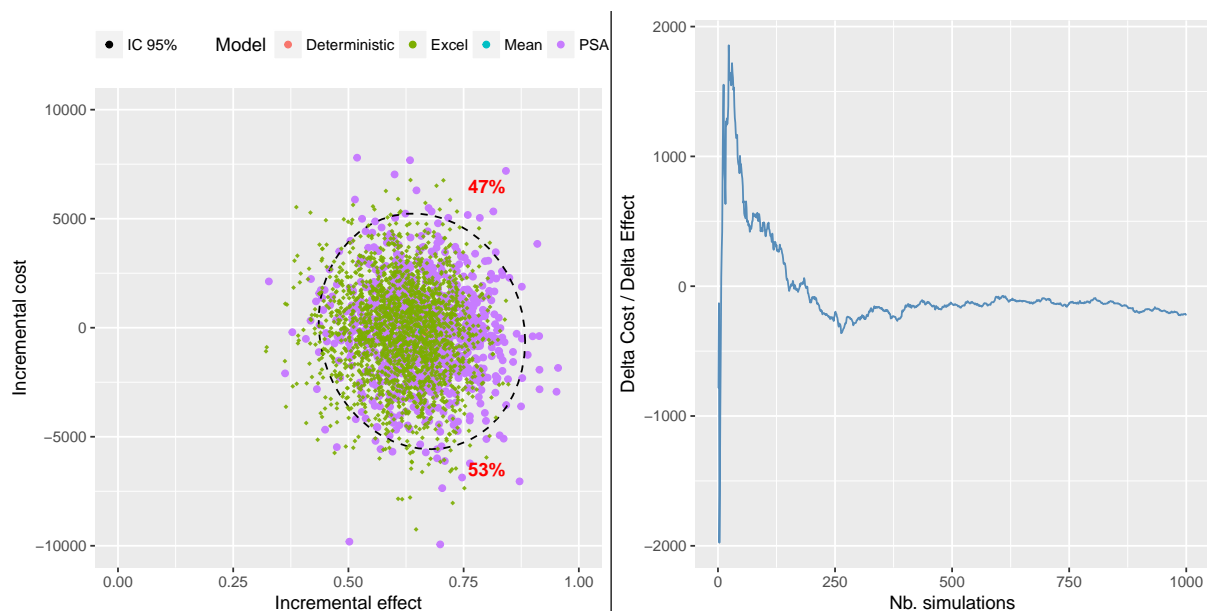 IC 95% Model Deterministic Excel Mean PSA
10000
5000
0
−5000
−10000
Incremental cost
47%
53%
0.00 0.25 0.50 0.75 1.00
Incremental effect
2000
1000
0
−1000
−2000
Delta Cost / Delta Effect
0 250 500 750 1000
Nb. simulations